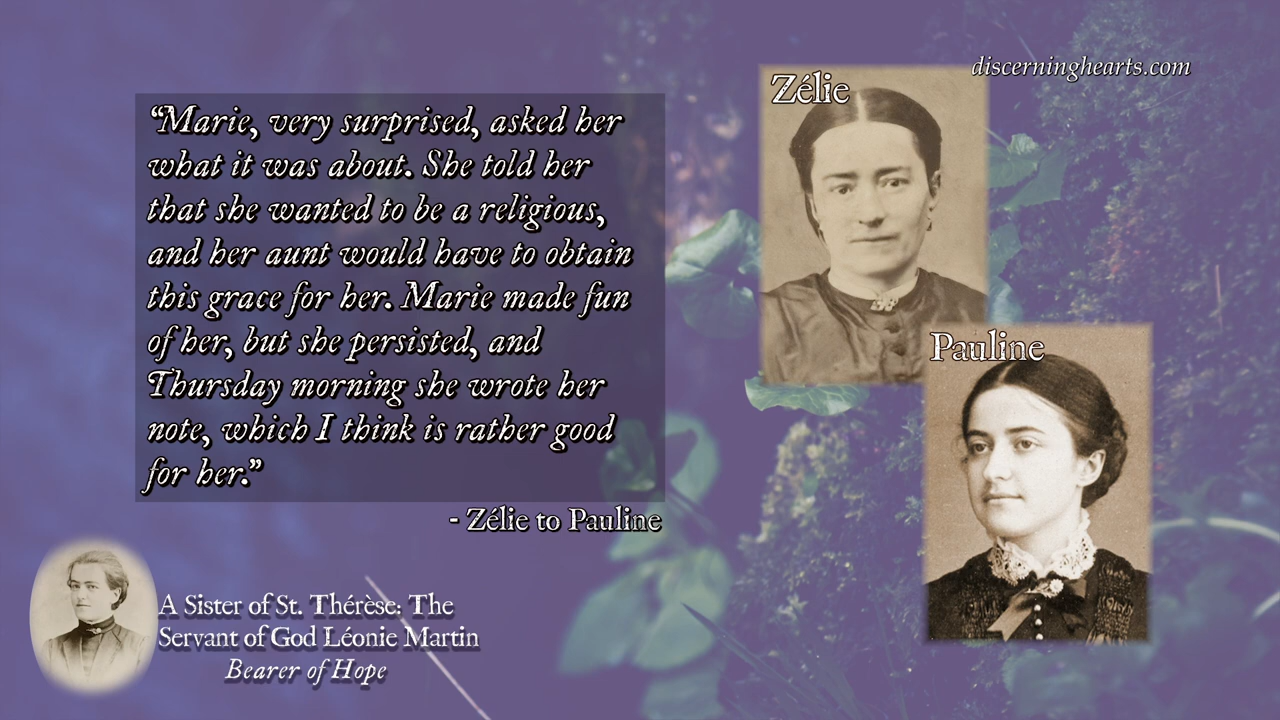 discerninghearts.com
Zélie
“Marie, very surprised, asked her
what it was about. She told her
that she wanted to be a religious,
and her aunt would have to obtain
this grace for her. Marie made fun
of her, but she persisted, and
Thursday morning she wrote her
note, which I think is rather good
for her.”
- Zélie to Pauline
Pauline
A Sister of St. Thérèse: The
Servant of God Léonie Martin
Bearer of Hope